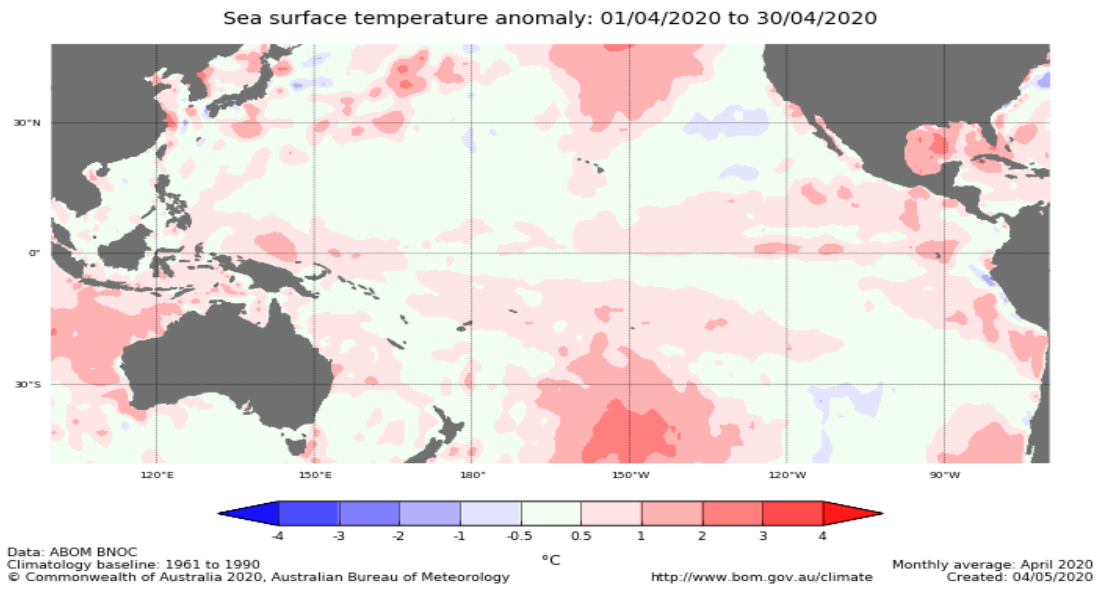 Sea surface temperature anomaly: 01/04/2020 to 30/04/2020
30°N
0°
30°S
120°E 150°E 180° 150°W 120°W 90°W
-4 -3 -2 -1 -0.5 0.5 1 2 3 4
°C
Data: ABOM BNOC
Climatology baseline: 1961 to 1990
© Commonwealth of Australia 2020, Australian Bureau of Meteorology
http://www.bom.gov.au/climate
Monthly average: April 2020
Created: 04/05/2020